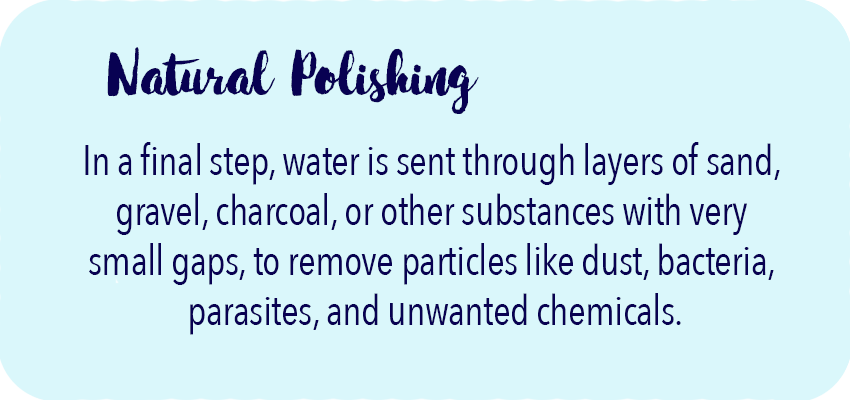 Natural Polishing
In a final step, water is sent through layers of sand,
gravel, charcoal, or other substances with very
small gaps, to remove particles like dust, bacteria,
parasites, and unwanted chemicals.